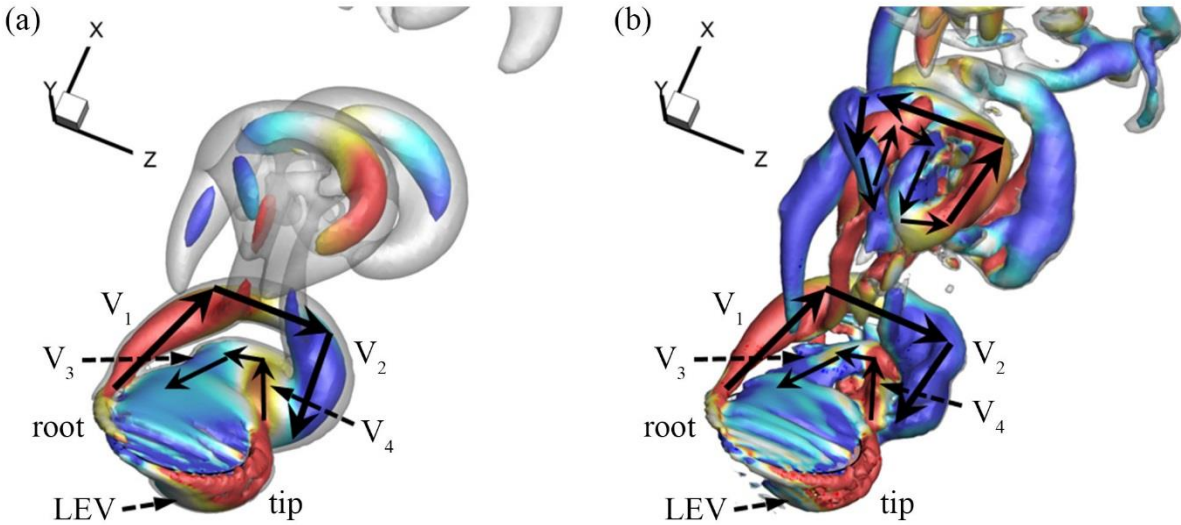 (a)
X
Y
Z
V1
V3
V2
root
V4
LEV
tip
(b)
X
Y
Z
V1
V3
V2
root
V4
LEV
tip